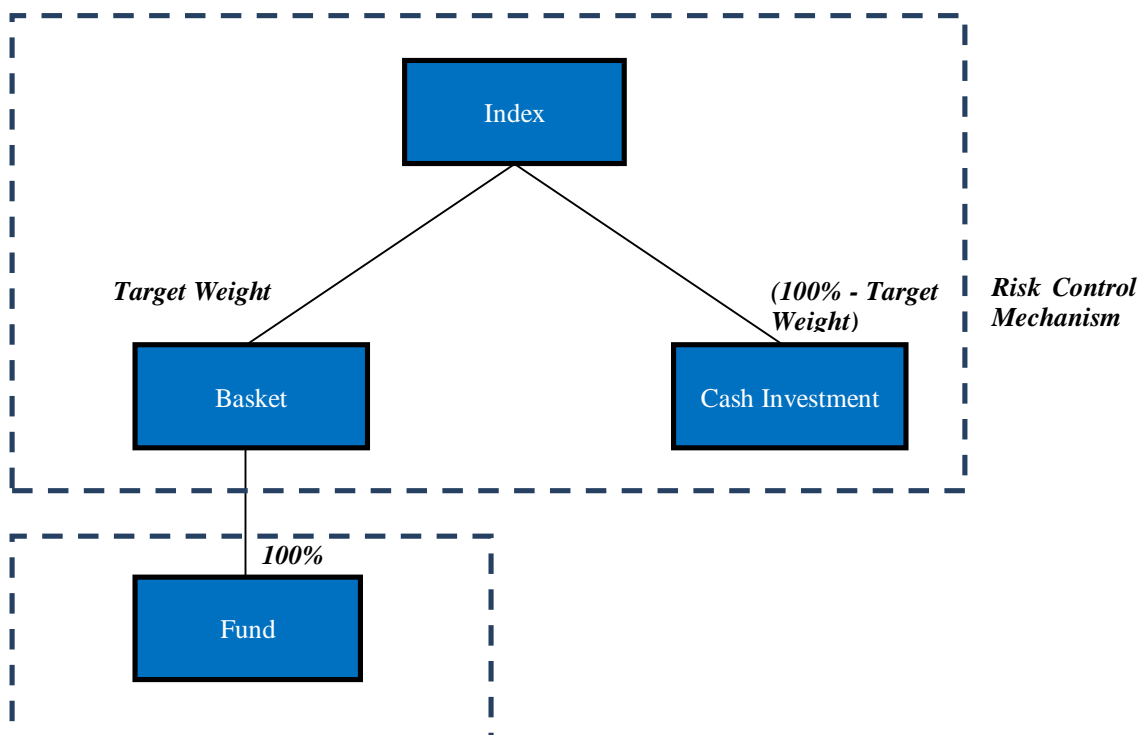 Index
Target Weight
(100% - Target
Weight)
Risk Control
Mechanism
Basket
Cash Investment
100%
Fund